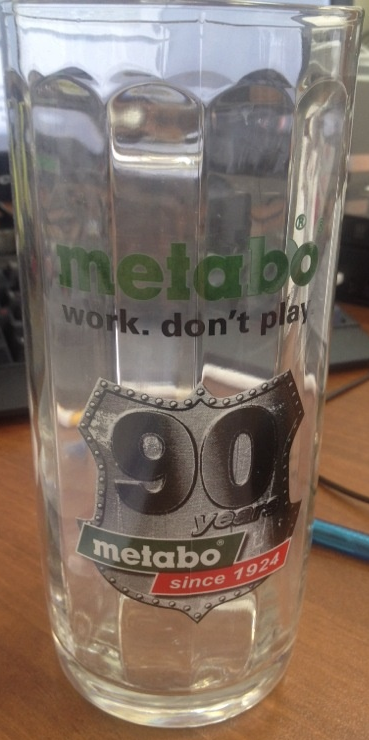 metabo®
work. don't play
90
years
metabo®
since 1924